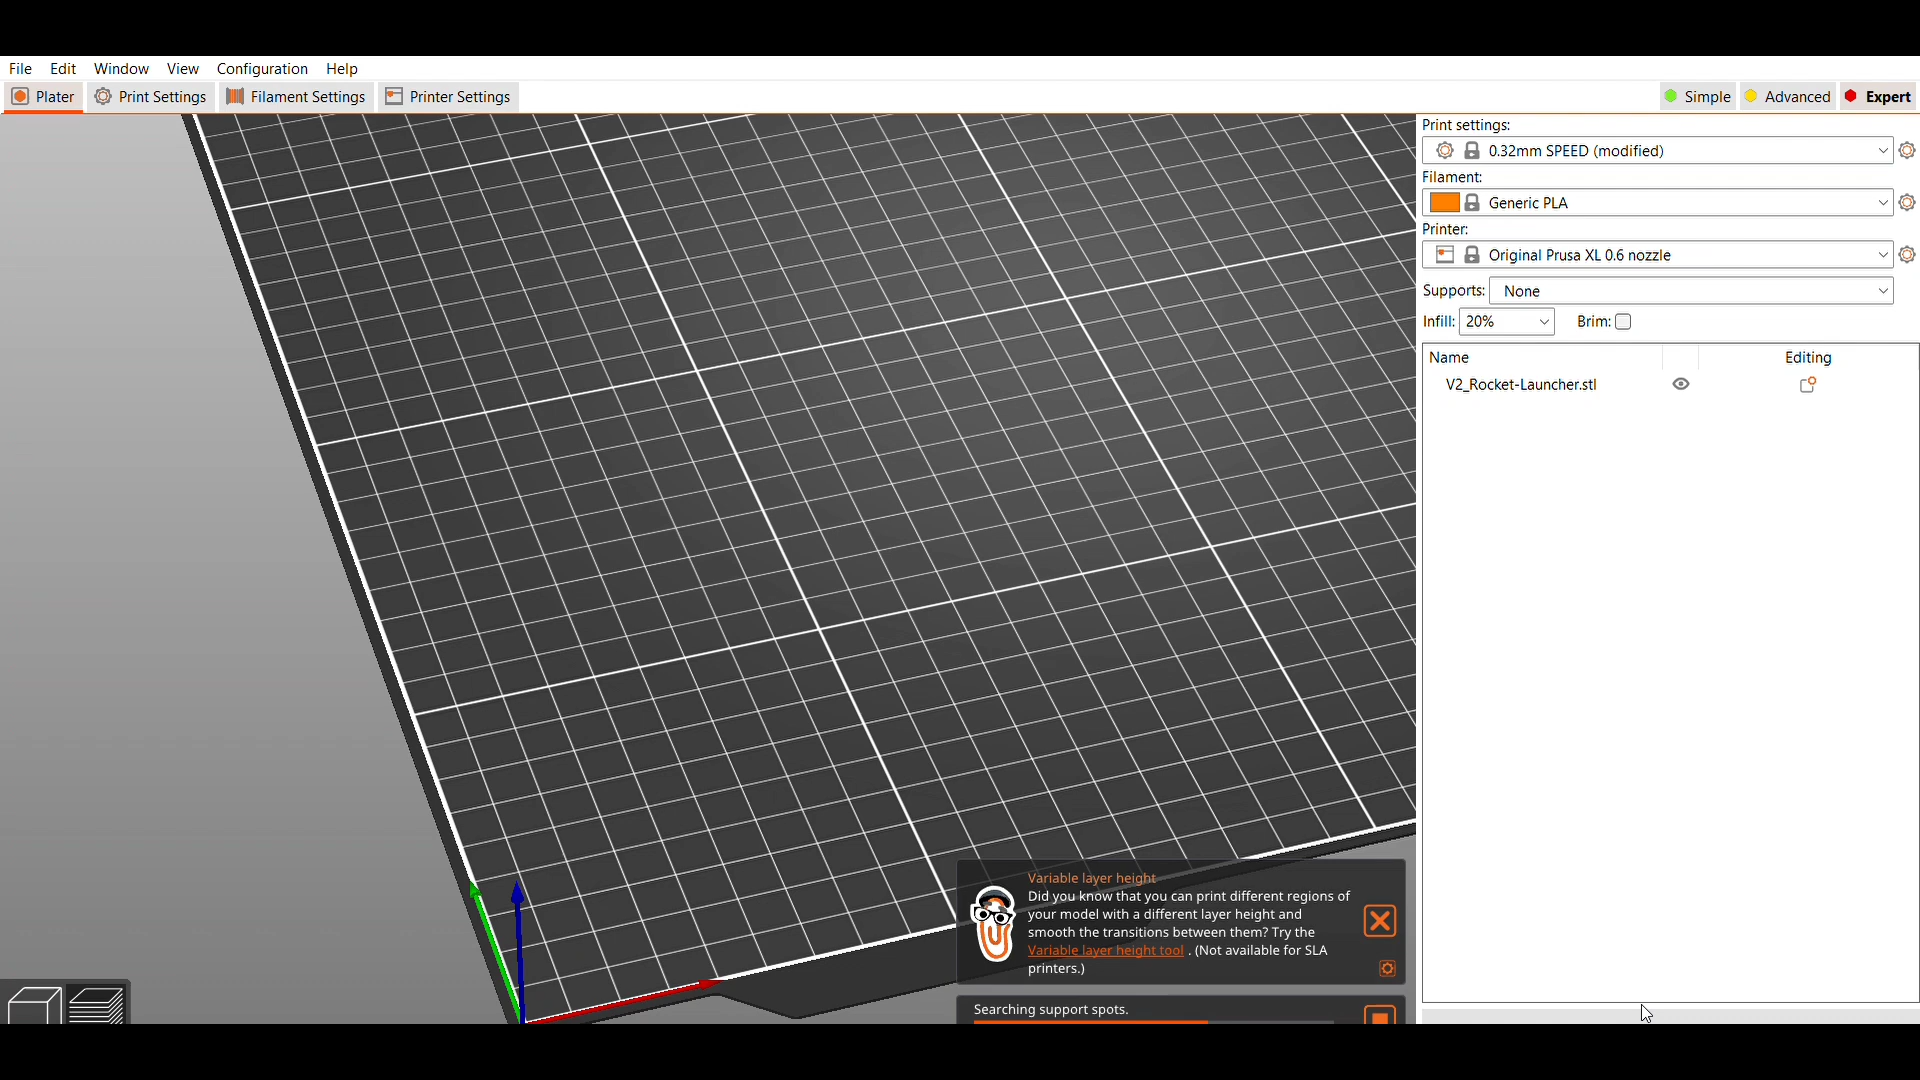 File Edit Window View Configuration Help
Plater Print Settings Filament Settings Printer Settings Simple Advanced Expert
Print settings:
0.32mm SPEED (modified)
Filament:
Generic PLA
Printer:
Original Prusa XL 0.6 nozzle
Supports: None
Infill: 20% Brim:
Name Editing
V2_Rocket-Launcher.stl
Variable layer height
Did you know that you can print different regions of
your model with a different layer height and
smooth the transitions between them? Try the
Variable layer height tool . (Not available for SLA
printers.)
Searching support spots.